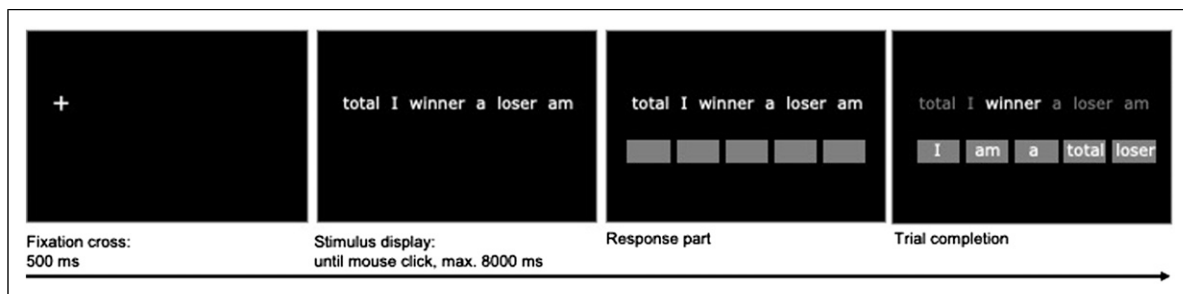 +
total I winner a loser am
total I winner a loser am
total I winner a loser am
I am a total loser
Fixation cross:
500 ms
Stimulus display:
until mouse click, max. 8000 ms
Response part
Trial completion